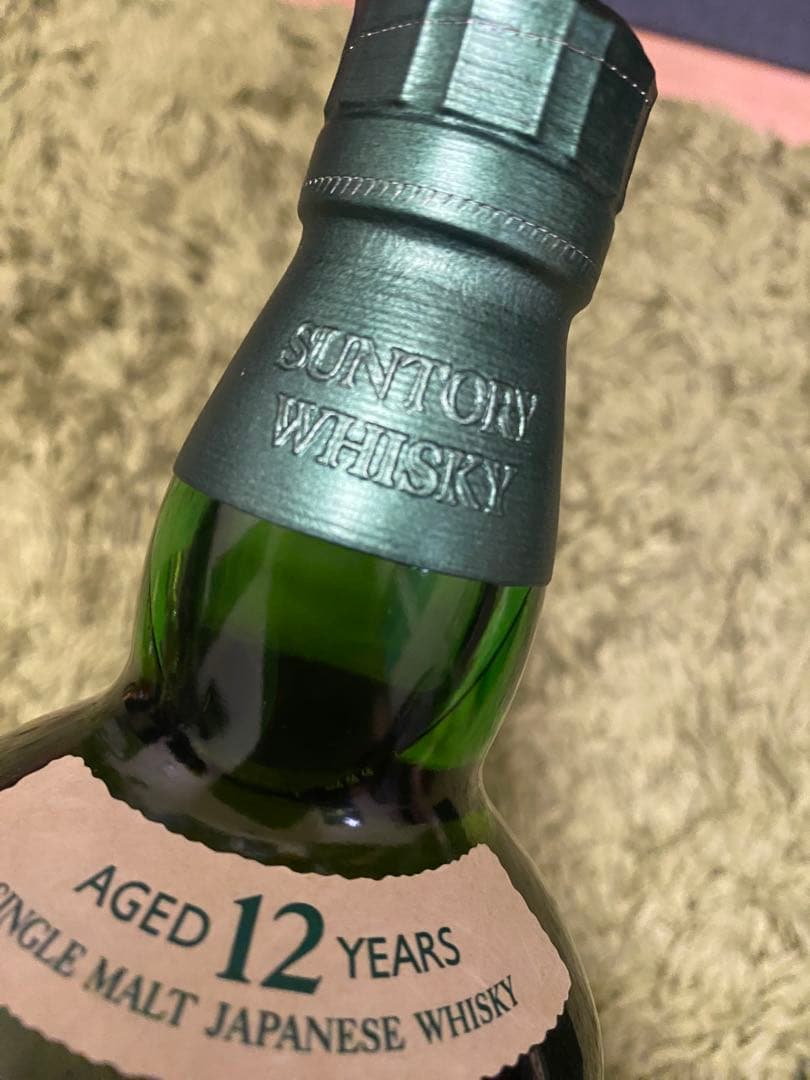 SUNTORY
WHISKY
AGED 12 YEARS
SINGLE MALT JAPANESE WHISKY